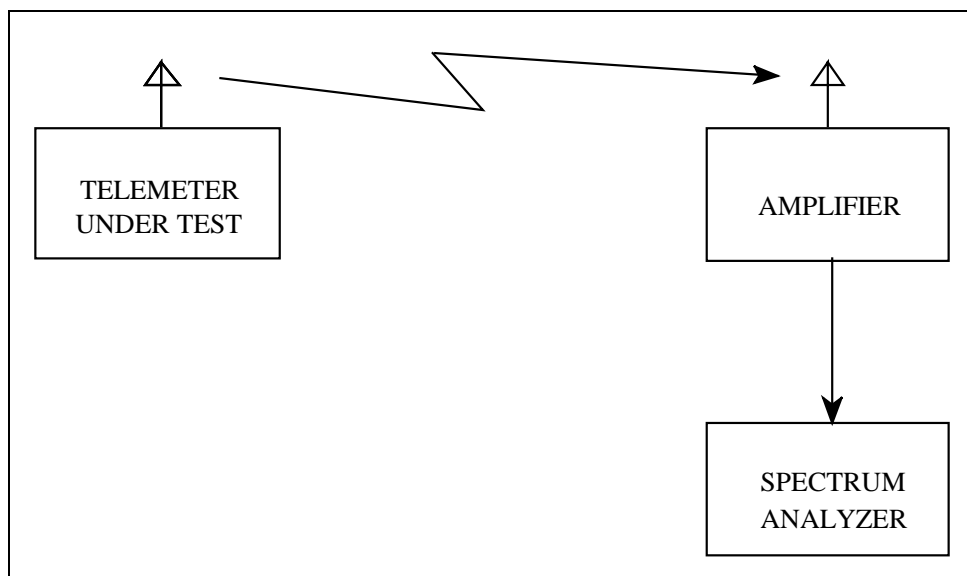 TELEMETER
UNDER TEST
AMPLIFIER
SPECTRUM
ANALYZER